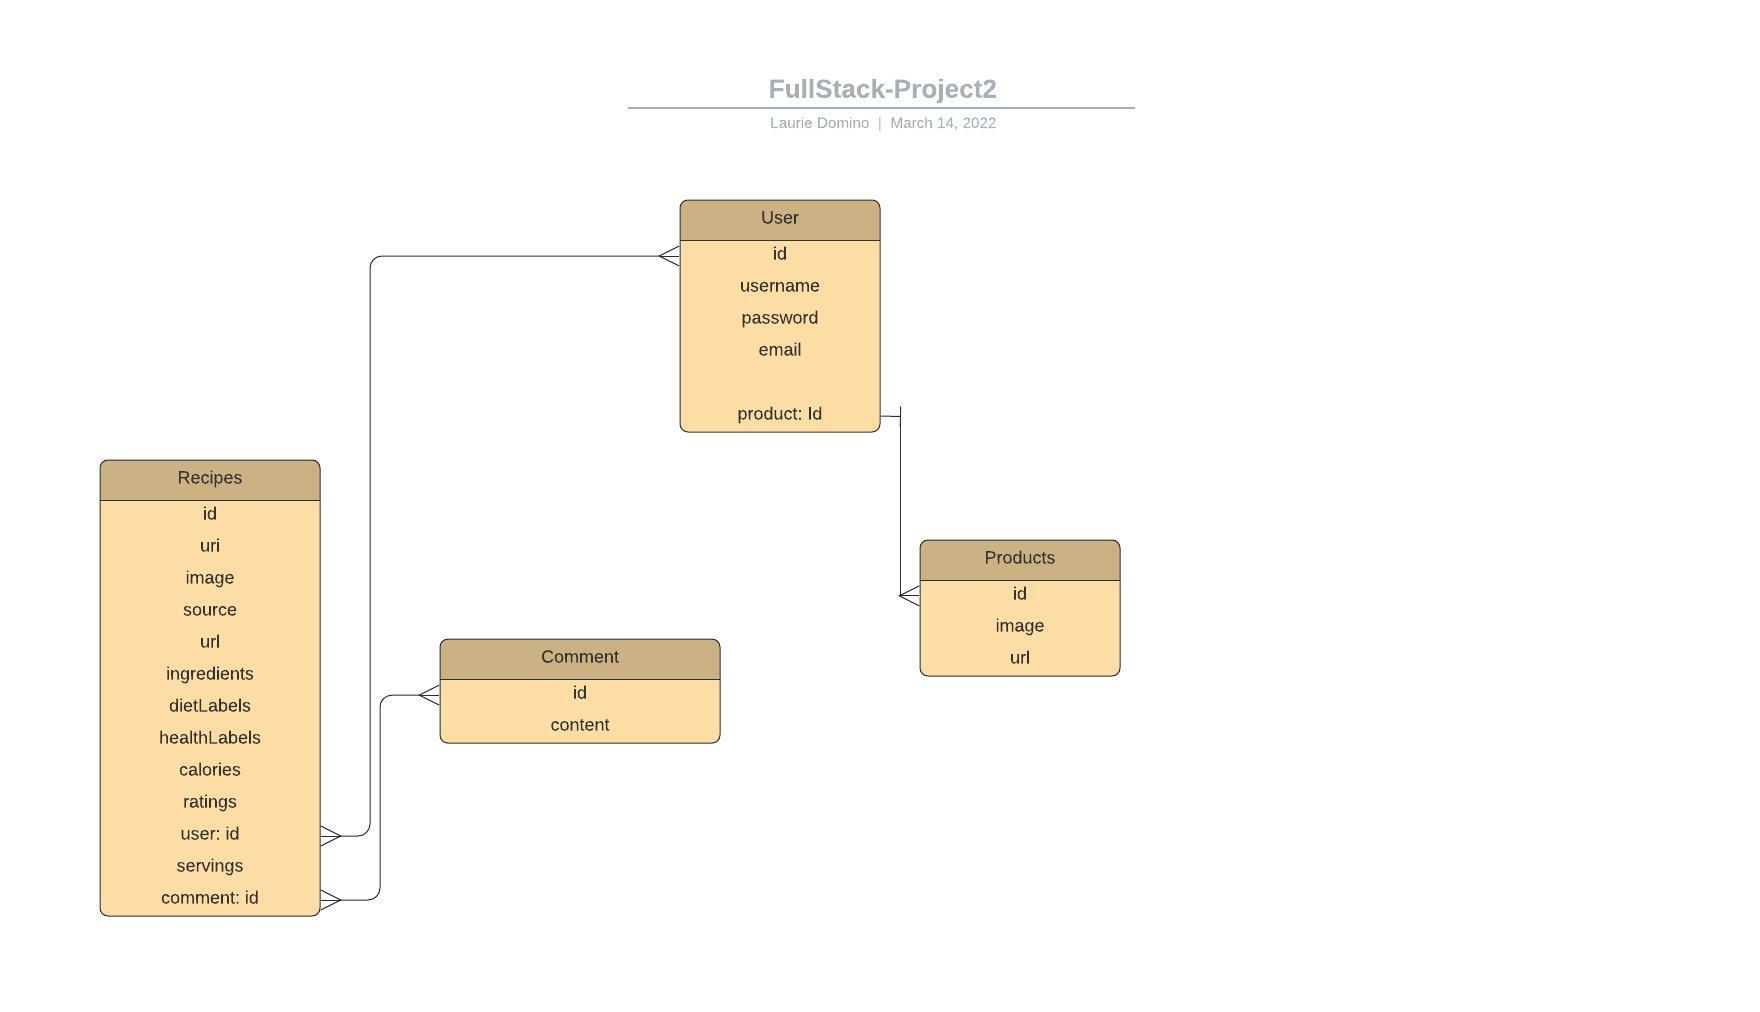 FullStack-Project2
Laurie Domino | March 14, 2022
User
id
username
password
email
product: Id
Recipes
id
uri
image
source
url
ingredients
dietLabels
healthLabels
calories
ratings
user: id
servings
comment: id
Comment
id
content
Products
id
image
url